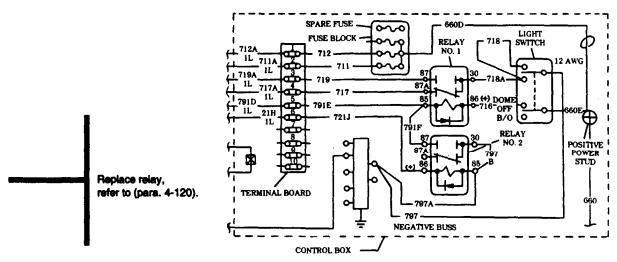 SPARE FUSE
660D
FUSE BLOCK
RELAY
NO. 1
718
LIGHT
SWITCH
712A
1L
712
12 AWG
711A
1L
711
87
30
719A
1L
719
718A
87A
717A
1L
717
85
86 (+)
DOME
791D
1L
791E
716
OFF
660E
21H
1L
721J
B/O
791F
87
30
RELAY
NO. 2
POSITIVE
POWER
STUD
87A
797
86
85
B
(+)
Replace relay,
refer to (para. 4-120).
TERMINAL BOARD
797A
660
797
NEGATIVE BUSS
CONTROL BOX